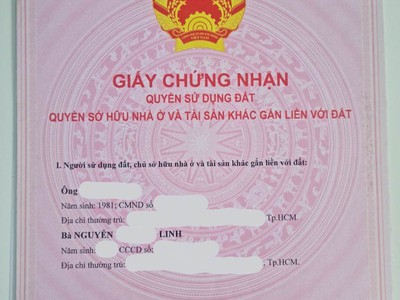 GIẤY CHỨNG NHẬN
QUYỀN SỬ DỤNG ĐẤT
QUYỀN SỞ HỮU NHÀ Ở VÀ TÀI SẢN KHÁC GẮN LIỀN VỚI ĐẤT
I. Người sử dụng đất, chủ sở hữu nhà ở và tài sản khác gắn liền với đất:
Ông
Năm sinh: 1981; CMND số
Địa chỉ thường trú: Tp.HCM.
Bà NGUYỄN LINH
Năm sinh: CCCD số:
Địa chỉ thường trú: , Tp.HCM.